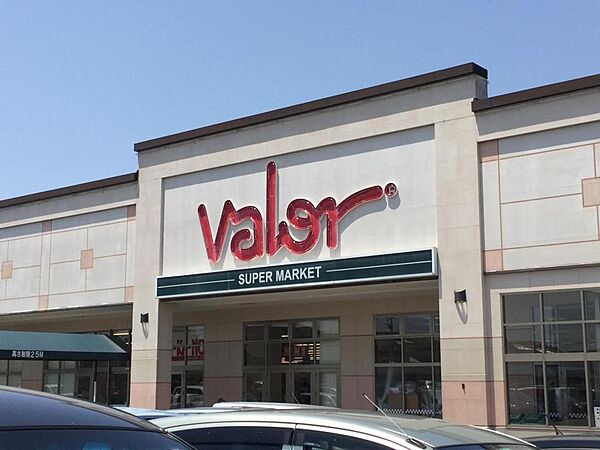 Valor®
SUPER MARKET
高さ制限2.5M